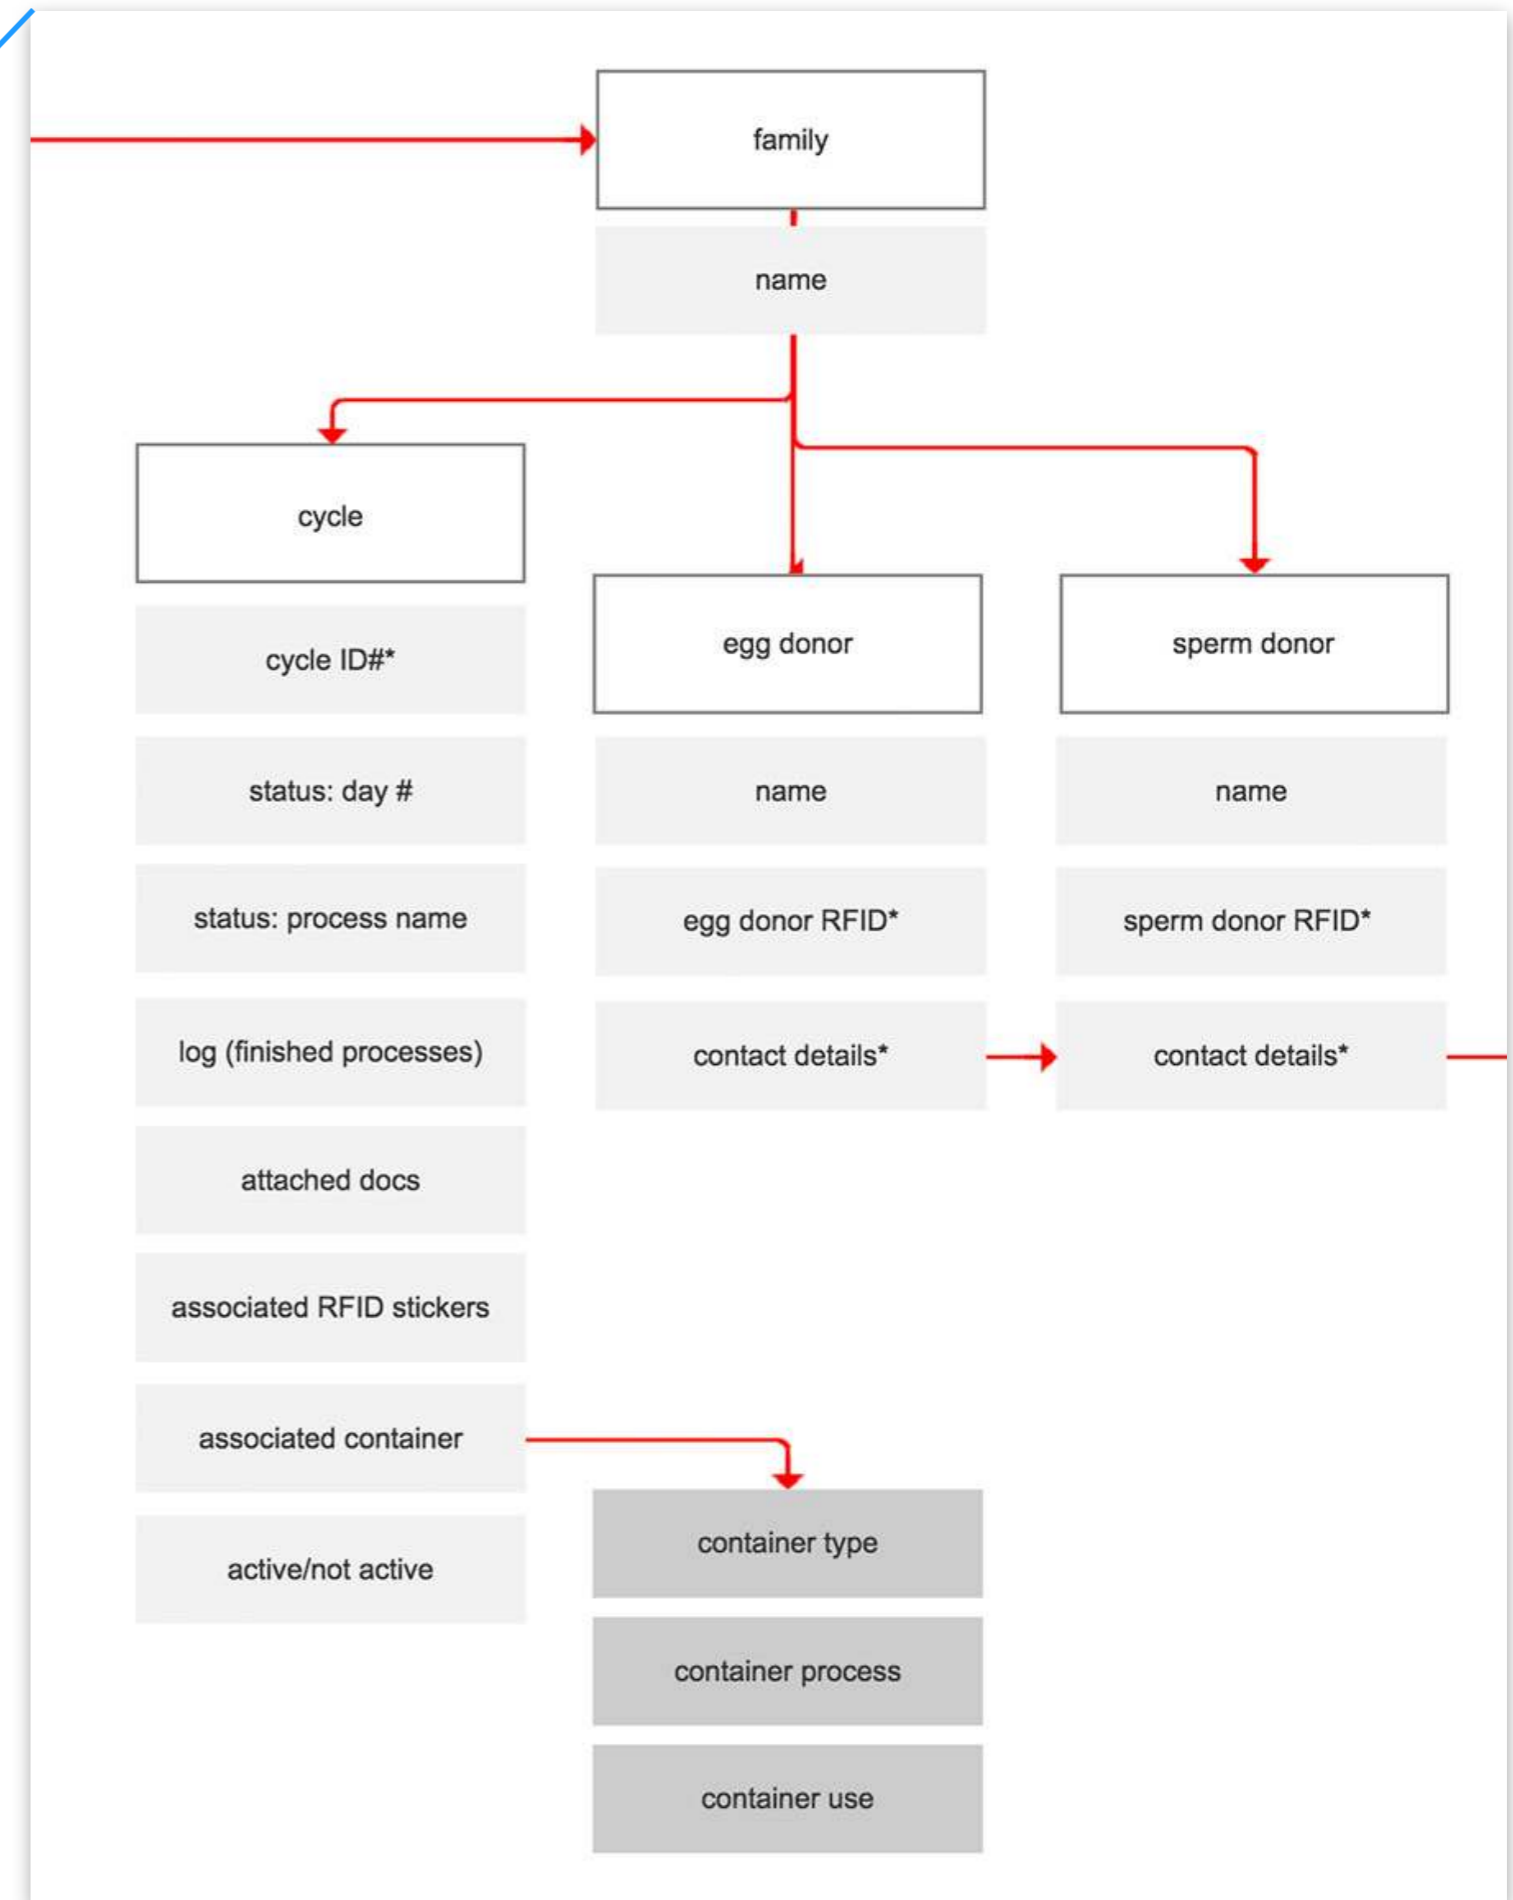 family
name
cycle
cycle ID#*
status: day #
status: process name
log (finished processes)
attached docs
associated RFID stickers
associated container
active/not active
egg donor
name
egg donor RFID*
contact details*
sperm donor
name
sperm donor RFID*
contact details*
container type
container process
container use